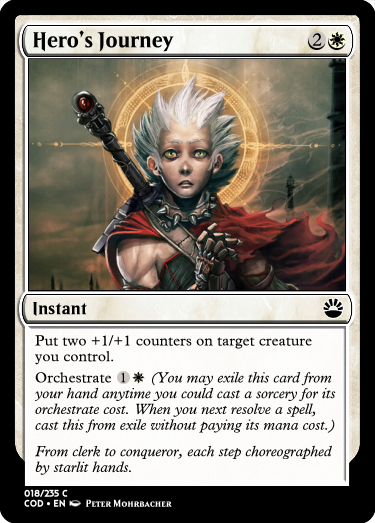 Hero's Journey 2
Instant
Put two +1/+1 counters on target creature
you control.
Orchestrate 1 (You may exile this card from
your hand anytime you could cast a sorcery for its
orchestrate cost. When you next resolve a spell,
cast this from exile without paying its mana cost.)
From clerk to conqueror, each step choreographed
by starlit hands.
018/235 C
COD • EN Peter Mohrbacher